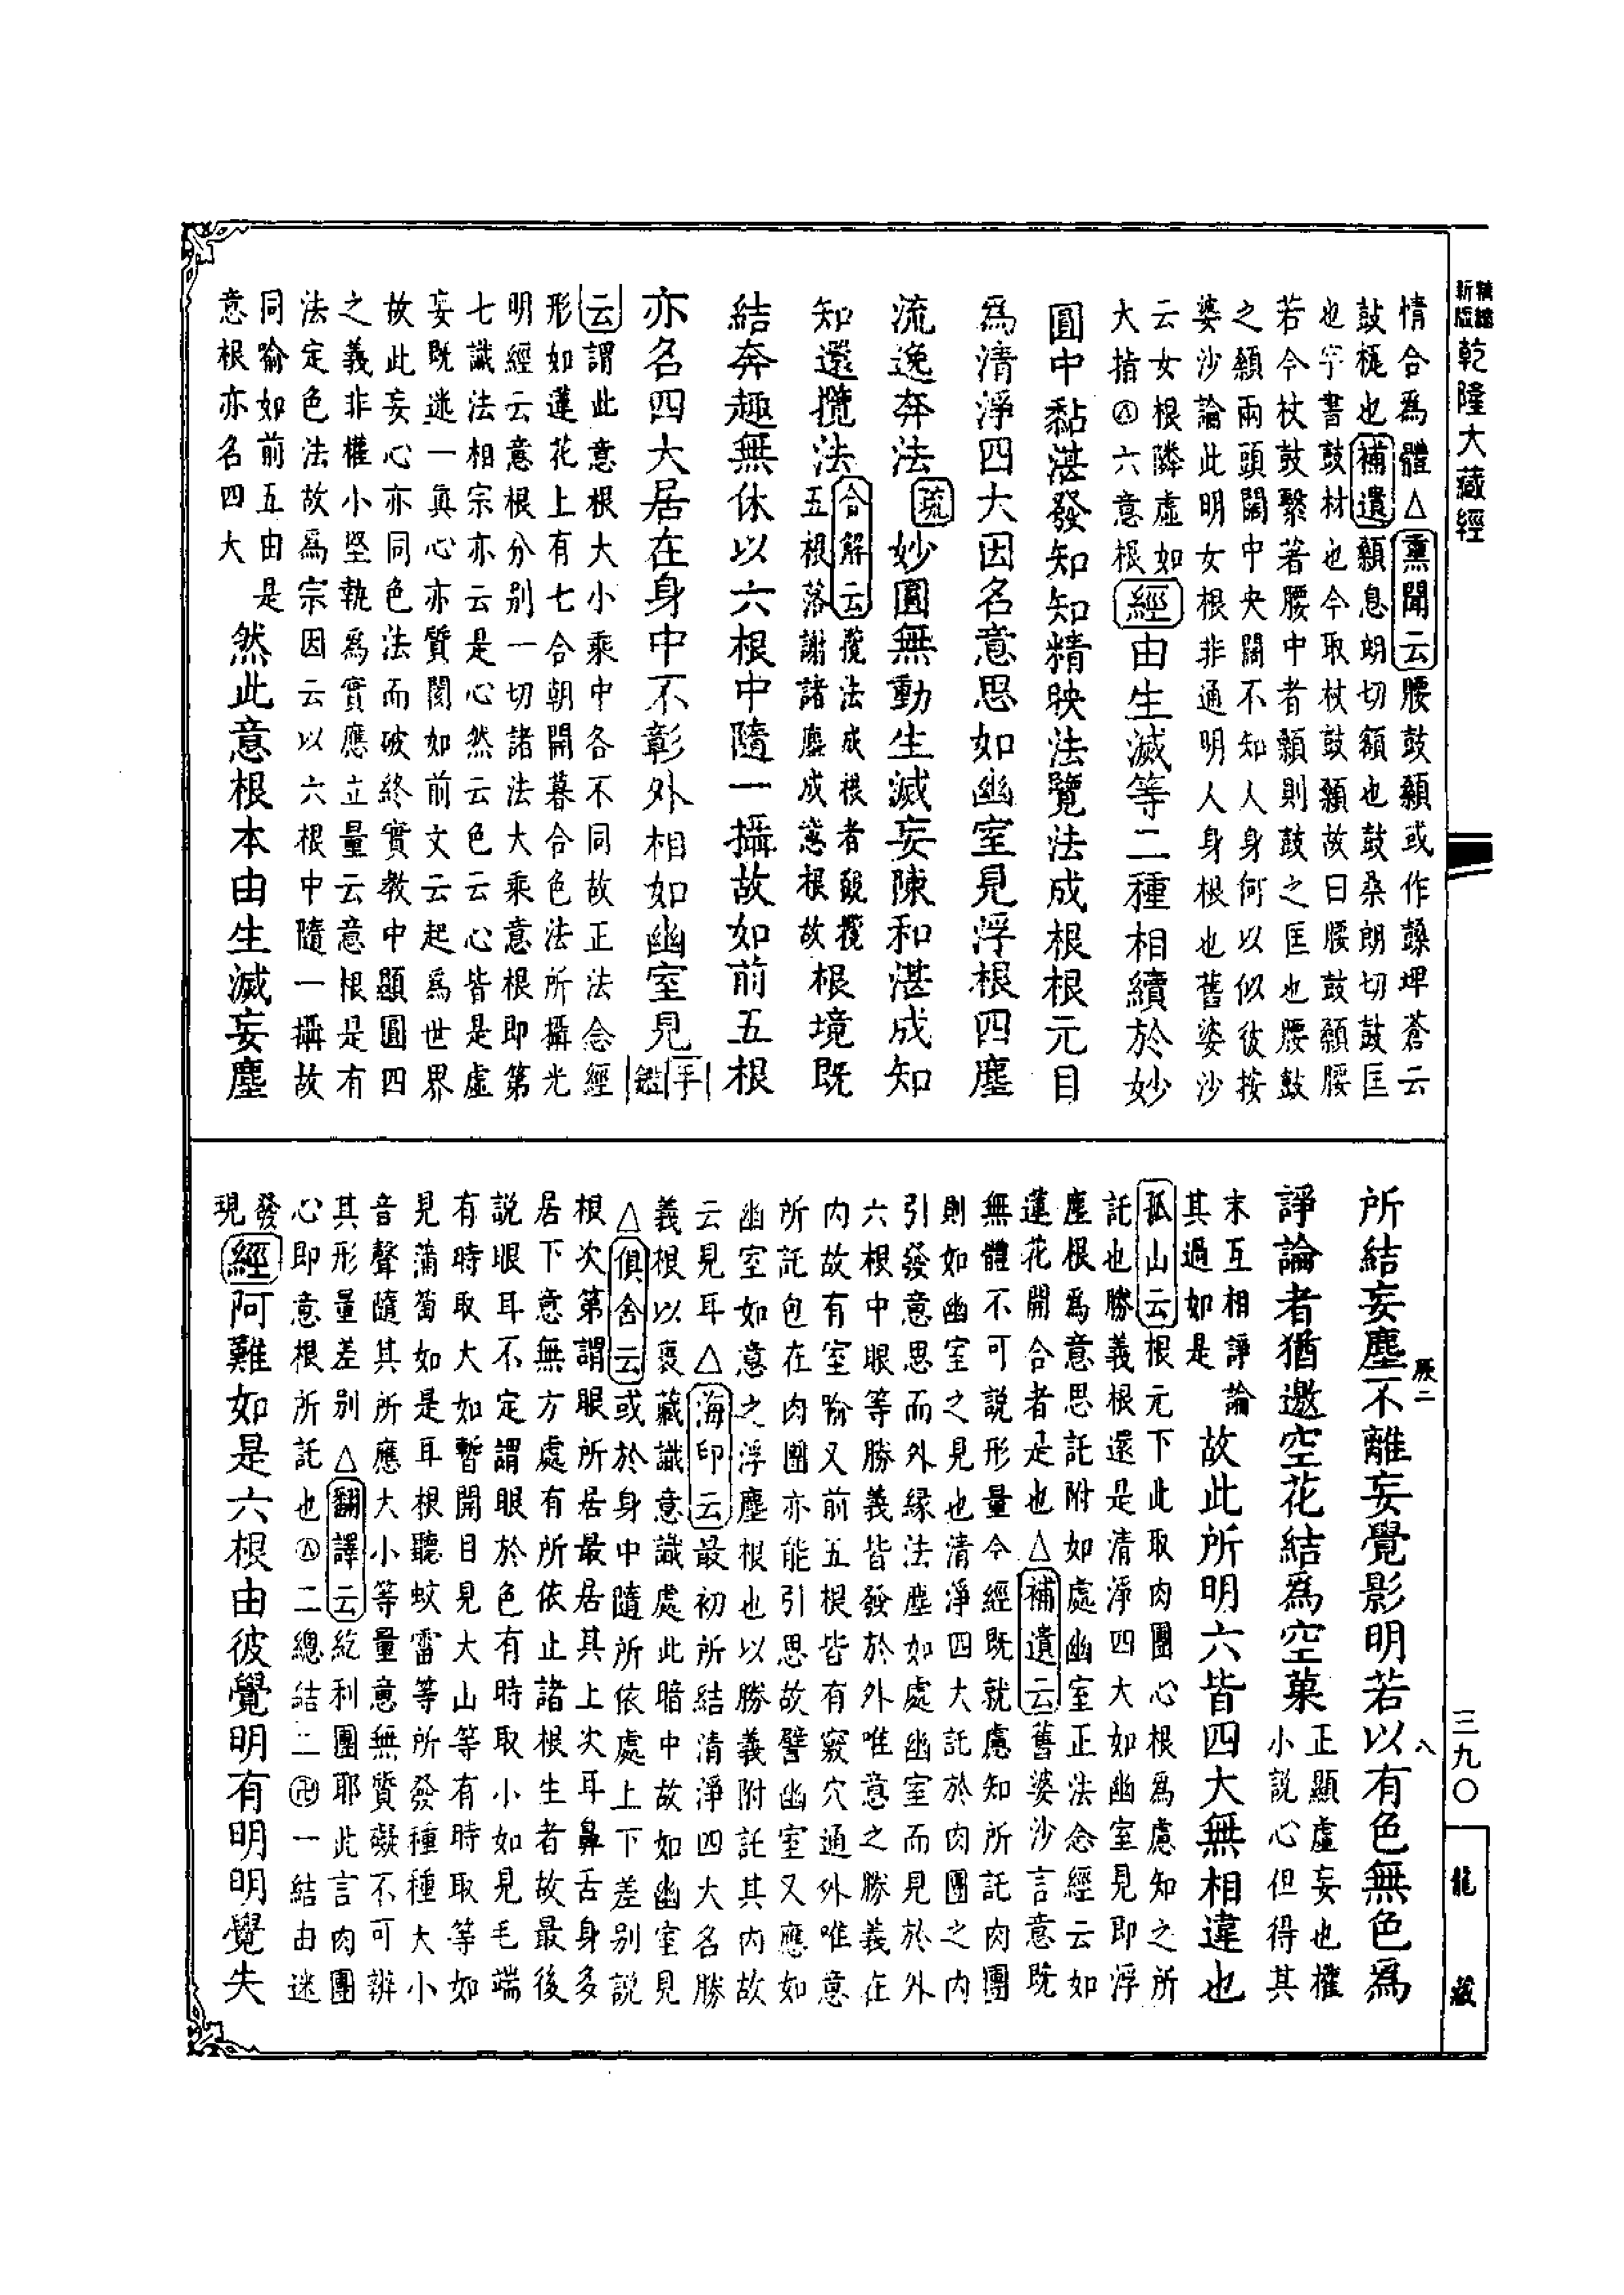 新版精縮乾隆大藏經
情合為體△熏聞云腰鼓顙或作𣞙埤蒼云
鼓㮰也補遺顙息朗切額也鼓桑朗切鼓匡
也字書鼓材也今取杖鼓顙故曰腰鼓顙腰
若今杖鼓繫著腰中者顙則鼓之匡也腰鼓
之顙兩頭闊中央闊不知人身何以似彼按
婆沙論此明女根非通明人身根也舊婆沙
云女根隣虛如
大指六意根經由生滅等二種相續於妙
圓中黏湛發知知精映法覽法成根根元目
為清淨四大因名意思如幽室見浮根四塵
流逸奔法疏妙圓無動生滅妄陳和湛成知
知還攬法合解云攬法成根者觀攬
五根落謝諸塵成意根故根境既
結奔趣無休以六根中隨一攝故如前五根
亦名四大居在身中不彰外相如幽室見手鑑
云謂此意根大小乘中各不同故正法念經
形如蓮花上有七合朝開暮合色法所攝光
明經云意根分別一切諸法大乘意根即第
七識法相宗亦云是心然云色云心皆是虛
妄既迷一真心亦質閡如前文云起為世界
故此妄心亦同色法而破終實教中顯圓四
之義非權小堅執為實應立量云意根是有
法定色法故為宗因云以六根中隨一攝故
同喻如前五由是
意根亦名四大然此意根本由生滅妄塵
所結妄塵不離妄覺影明若以有色無色為
諍論者猶邀空花結為空菓正顯虛妄也權
小說心但得其
末互相諍論
其過如是故此所明六皆四大無相違也
孤山云根元下此取肉團心根為慮知之所
託也勝義根還是清淨四大如幽室見即浮
塵根為意思託附如處幽室正法念經云如
蓮花開合者是也△補遺云舊婆沙言意既
無體不可說形量今經既就慮知所託肉團
則如幽室之見也清淨四大託於肉團之內
引發意思而外緣法塵如處幽室而見於外
六根中眼等勝義皆發於外唯意之勝義在
內故有室喻又前五根皆有竅穴通外唯意
所託包在肉團亦能引思故譬幽室又應如
幽室如意之浮塵根也以勝義附託其內故
云見耳△海印云最初所結清淨四大名勝
義根以裹藏識意識處此暗中故如幽室見
△俱舍云或於身中隨所依處上下差別說
根次第謂眼所居最居其上次耳鼻舌身多
居下意無方處有所依止諸根生者故最後
說眼耳不定謂眼於色有時取小如見毛端
有時取大如暫開目見大山等有時取等如
見蒲萄如是耳根聽蚊雷等所發種種大小
音聲隨其所應大小等量意無質礙不可辨
其形量差別△翻譯云紇利團耶此言肉團
心即意根所託也二總結二卍一結由迷
發
現經阿難如是六根由彼覺明有明明覺失
厥二
八
三九〇
龍藏